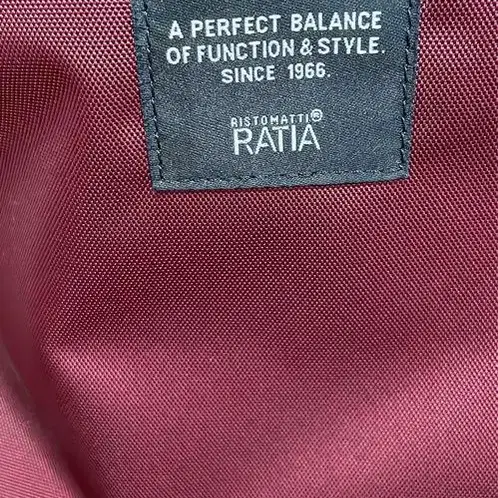 A PERFECT BALANCE
OF FUNCTION & STYLE.
SINCE 1966.
RISTOMATTI®
RATIA